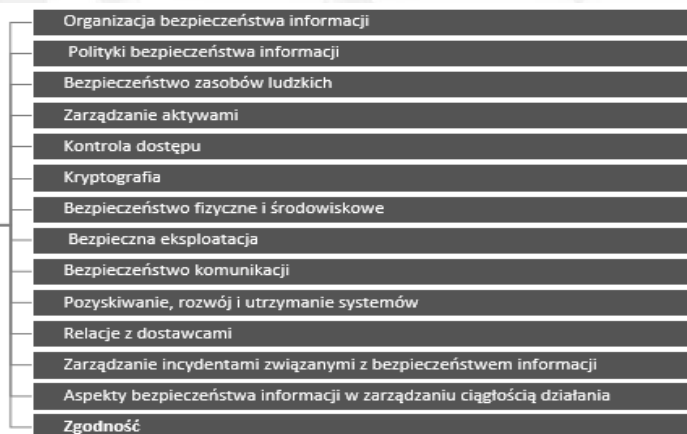 Organizacja bezpieczeństwa informacji
Polityki bezpieczeństwa informacji
Bezpieczeństwo zasobów ludzkich
Zarządzanie aktywami
Kontrola dostępu
Kryptografia
Bezpieczeństwo fizyczne i środowiskowe
Bezpieczna eksploatacja
Bezpieczeństwo komunikacji
Pozyskiwanie, rozwój i utrzymanie systemów
Relacje z dostawcami
Zarządzanie incydentami związanymi z bezpieczeństwem informacji
Aspekty bezpieczeństwa informacji w zarządzaniu ciągłością działania
Zgodność